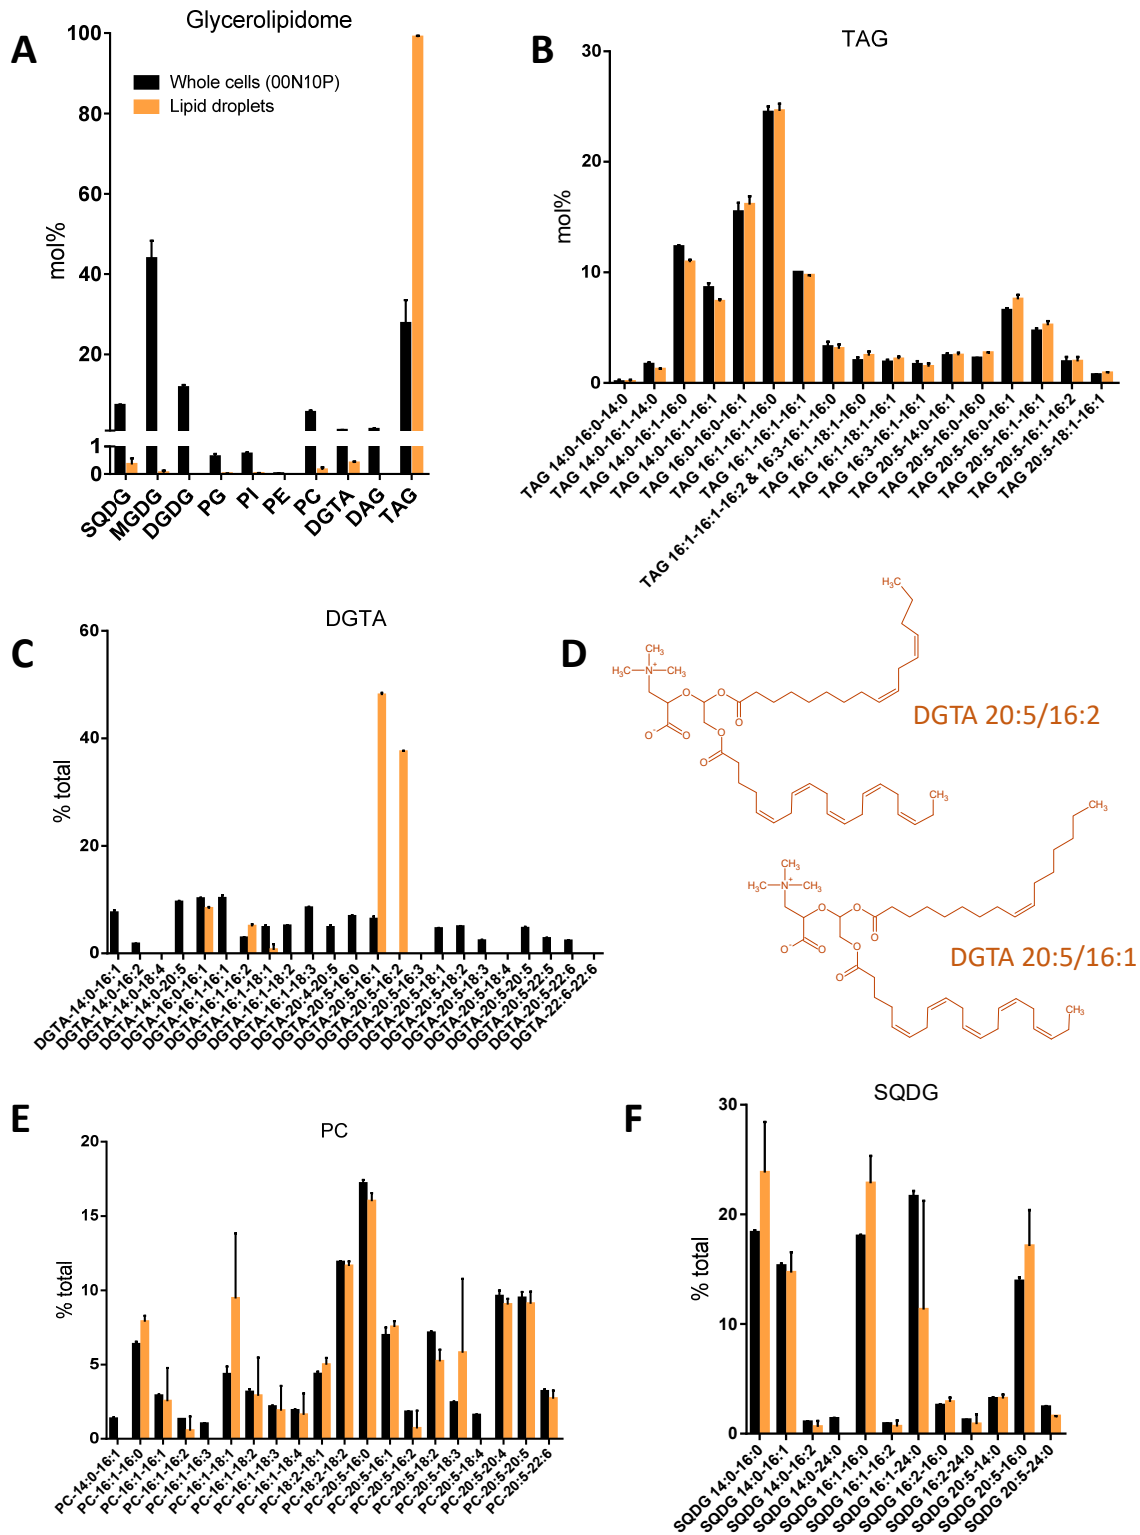 A
Glycerolipidome
mol%
100
80
60
40
20
1
0
Whole cells (00N10P)
Lipid droplets
SQDG
MGDG
DGDG
PG
PI
PE
PC
DGTA
DAG
TAG
B
TAG
mol%
30
20
10
0
TAG 14:0-16:0-14:0
TAG 14:0-16:1-14:0
TAG 14:0-16:1-16:0
TAG 14:0-16:1-16:1
TAG 16:0-16:0-16:1
TAG 16:1-16:1-16:0
TAG 16:1-16:1-16:1
TAG 16:1-16:1-16:2 & 16:3-16:1-16:0
TAG 16:1-18:1-16:0
TAG 16:1-18:1-16:1
TAG 16:3-16:1-16:1
TAG 20:5-14:0-16:1
TAG 20:5-16:0-16:0
TAG 20:5-16:0-16:1
TAG 20:5-16:1-16:1
TAG 20:5-16:1-16:2
TAG 20:5-18:1-16:1
C
DGTA
% total
60
40
20
0
DGTA-14:0-16:1
DGTA-14:0-16:2
DGTA-14:0-18:4
DGTA-14:0-20:5
DGTA-16:0-16:1
DGTA-16:1-16:1
DGTA-16:1-16:2
DGTA-16:1-18:1
DGTA-16:1-18:2
DGTA-16:1-18:3
DGTA-20:4-20:5
DGTA-20:5-16:0
DGTA-20:5-16:1
DGTA-20:5-16:2
DGTA-20:5-16:3
DGTA-20:5-18:1
DGTA-20:5-18:2
DGTA-20:5-18:3
DGTA-20:5-18:4
DGTA-20:5-20:5
DGTA-20:5-22:5
DGTA-20:5-22:6
DGTA-22:6-22:6
D
H₃C
CH₃
H₃C
N⁺
CH₃
O
O
O
O⁻
O
O
O
CH₃
DGTA 20:5/16:2
CH₃
CH₃
H₃C
N⁺
CH₃
O
O
O
O⁻
O
O
O
CH₃
DGTA 20:5/16:1
E
PC
% total
20
15
10
5
0
PC-14:0-16:1
PC-16:1-16:0
PC-16:1-16:1
PC-16:1-16:2
PC-16:1-16:3
PC-16:1-18:1
PC-16:1-18:2
PC-16:1-18:3
PC-16:1-18:4
PC-18:2-18:1
PC-18:2-18:2
PC-20:5-16:0
PC-20:5-16:1
PC-20:5-16:2
PC-20:5-18:2
PC-20:5-18:3
PC-20:5-18:4
PC-20:5-20:4
PC-20:5-20:5
PC-20:5-22:6
F
SQDG
% total
30
20
10
0
SQDG 14:0-16:0
SQDG 14:0-16:1
SQDG 14:0-16:2
SQDG 14:0-24:0
SQDG 16:1-16:0
SQDG 16:1-16:2
SQDG 16:1-24:0
SQDG 16:2-16:0
SQDG 16:2-24:0
SQDG 20:5-14:0
SQDG 20:5-16:0
SQDG 20:5-24:0